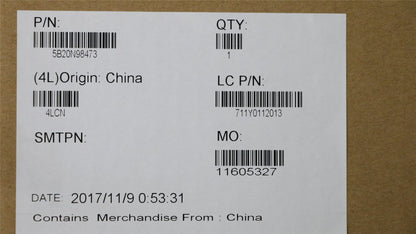 P/N: QTY:
5B20N98473 1
(4L)Origin: China LC P/N:
4LCN 711Y0112013
SMTPN: MO:
11605327
DATE: 2017/11/9 0:53:31
Contains Merchandise From : China